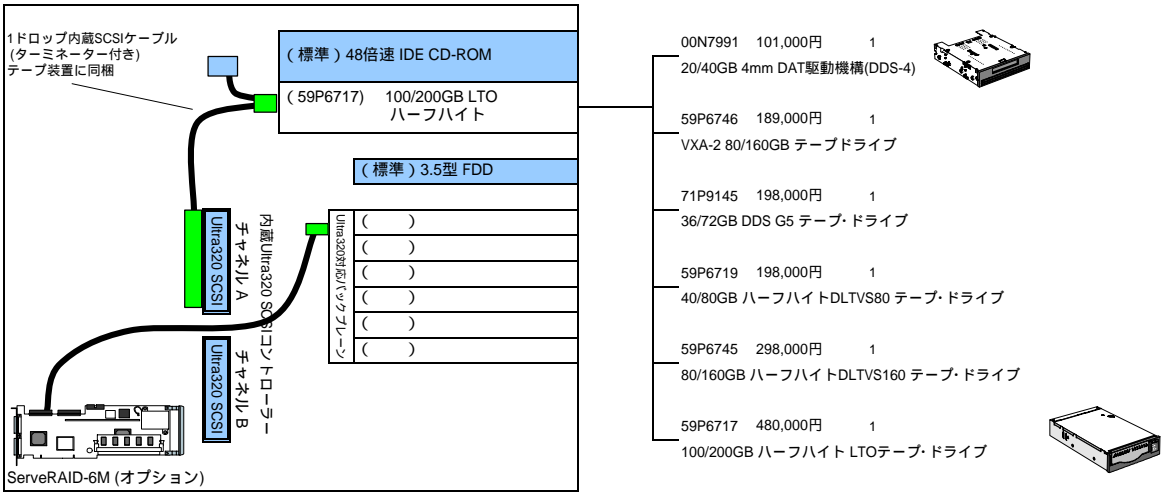 1ドロップ内蔵SCSIケーブル
(ターミネーター付き)
テープ装置に同梱
(標準)48倍速 IDE CD-ROM
(59P6717) 100/200GB LTO
ハーフハイト
(標準)3.5型 FDD
Ultra320 SCSI
チャネル A
内蔵Ultra320 SCSIコントローラー
Ultra320 SCSI
チャネル B
Ultra320対応バックプレーン
( )
( )
( )
( )
( )
( )
ServeRAID-6M (オプション)
00N7991 101,000円 1
20/40GB 4mm DAT駆動機構(DDS-4)
59P6746 189,000円 1
VXA-2 80/160GB テープドライブ
71P9145 198,000円 1
36/72GB DDS G5 テープ・ドライブ
59P6719 198,000円 1
40/80GB ハーフハイトDLTVS80 テープ・ドライブ
59P6745 298,000円 1
80/160GB ハーフハイトDLTVS160 テープ・ドライブ
59P6717 480,000円 1
100/200GB ハーフハイト LTOテープ・ドライブ